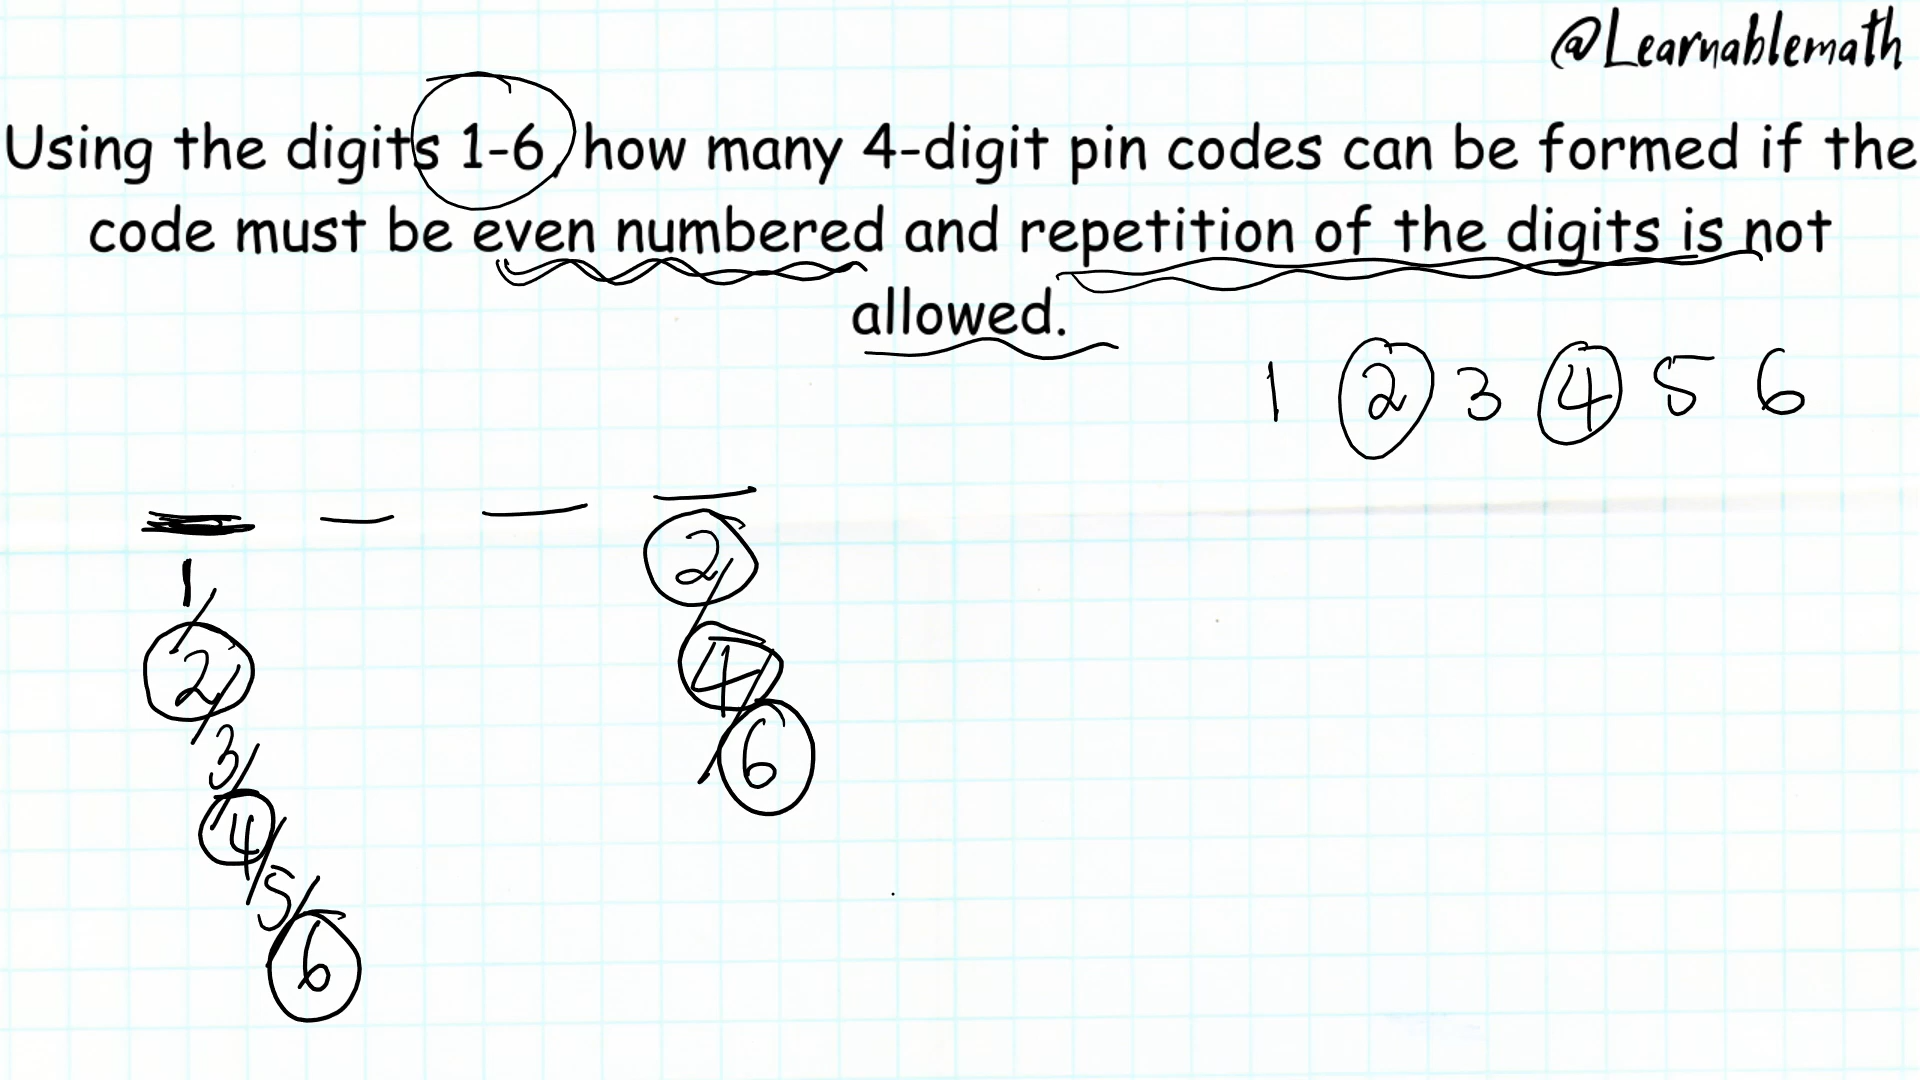 @Learnablemath
Using the digits 1-6, how many 4-digit pin codes can be formed if the
code must be even numbered and repetition of the digits is not
allowed.
1 2 3 4 5 6
1/ 2/
2/ 4/
3/ 6
4/
5/
6